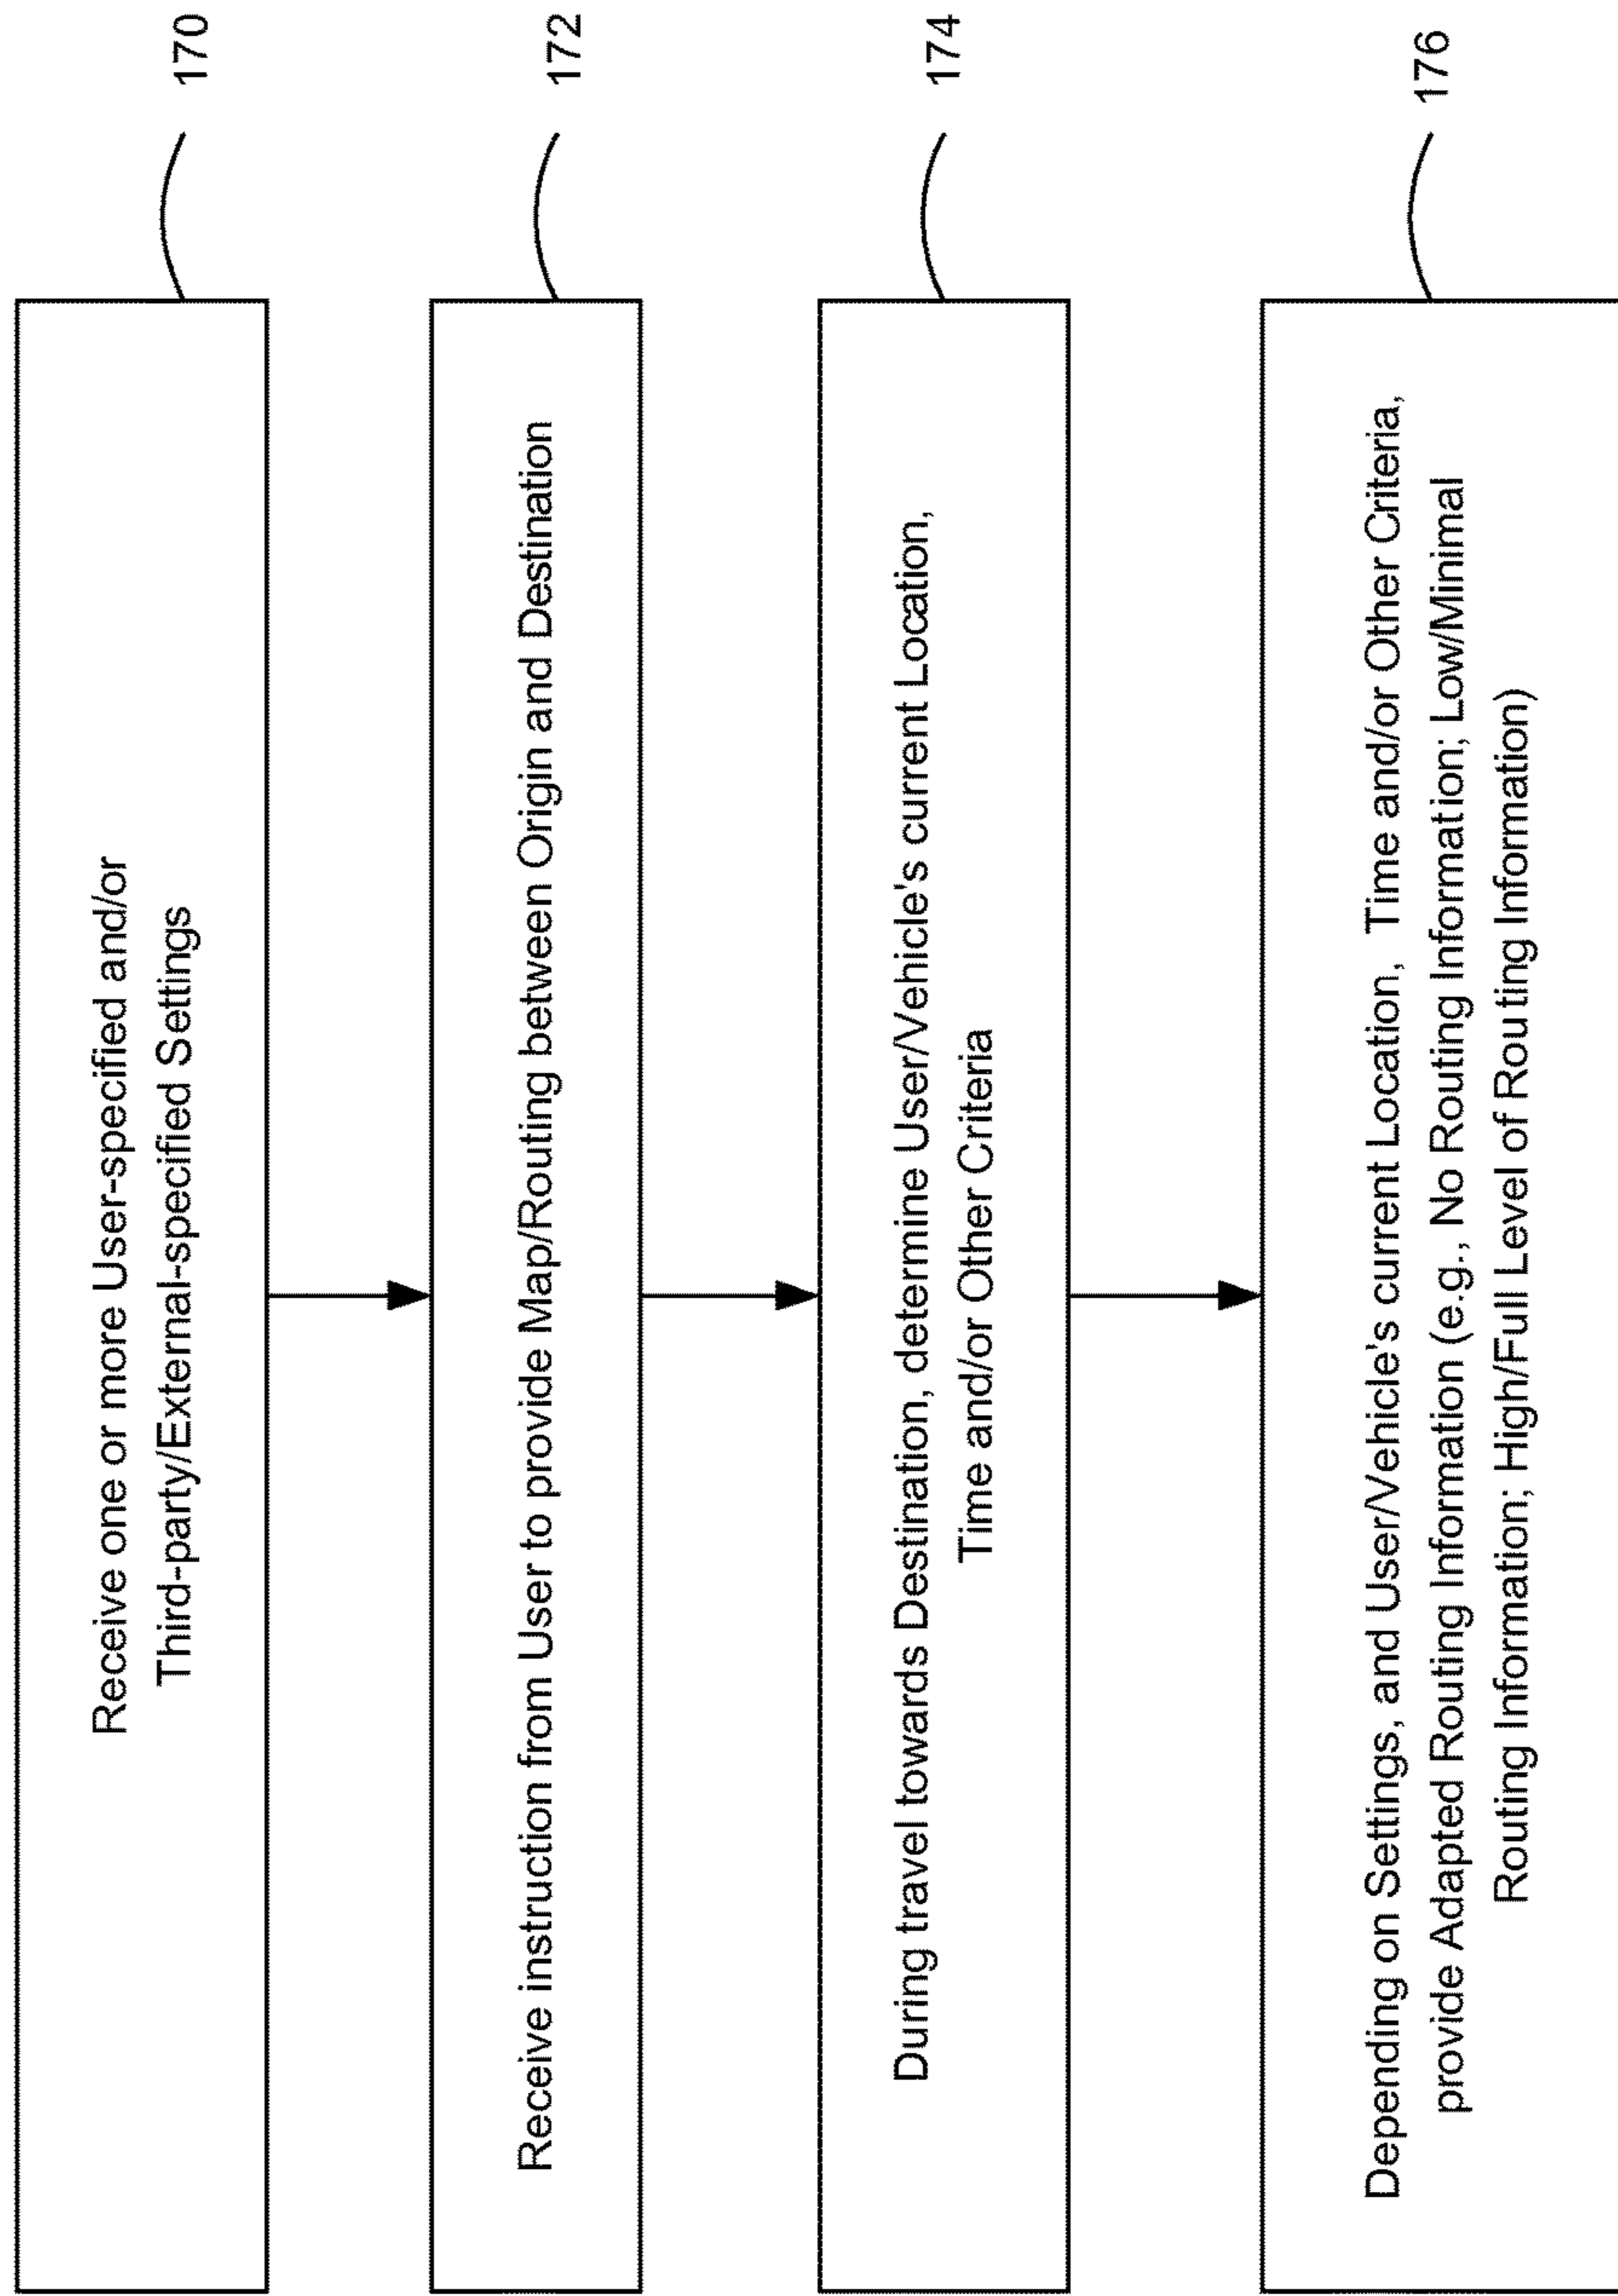 Receive one or more User-specified and/or
Third-party/External-specified Settings
170
Receive instruction from User to provide Map/Routing between Origin and Destination
172
During travel towards Destination, determine User/Vehicle's current Location,
Time and/or Other Criteria
174
Depending on Settings, and User/Vehicle's current Location, Time and/or Other Criteria,
provide Adapted Routing Information (e.g., No Routing Information; Low/Minimal
Routing Information; High/Full Level of Routing Information)
176